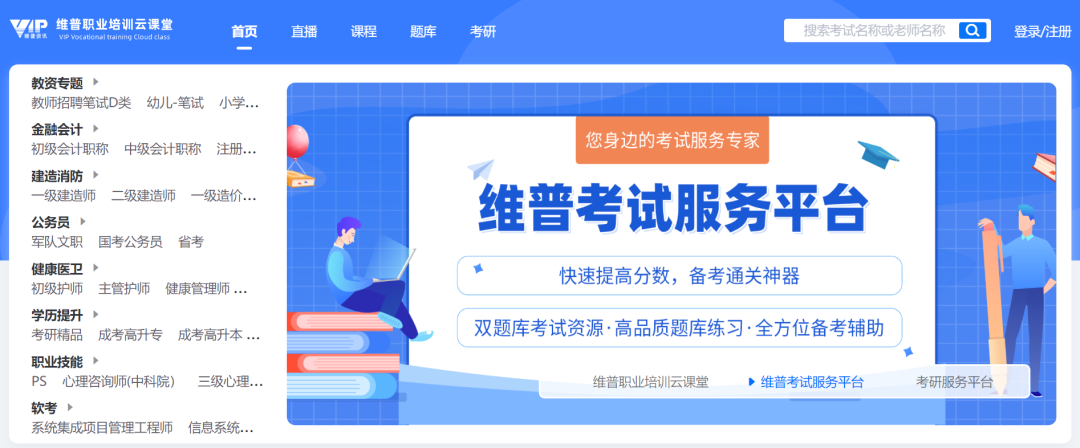 VIP 维普资讯
维普职业培训云课堂
VIP Vocational training Cloud class
首页 直播 课程 题库 考研
搜索考试名称或老师名称
登录/注册
教资专题
教师招聘笔试D类 幼儿-笔试 小学...
金融会计
初级会计职称 中级会计职称 注册...
建造消防
一级建造师 二级建造师 一级造价...
公务员
军队文职 国考公务员 省考
健康医卫
初级护师 主管护师 健康管理师 ...
学历提升
考研精品 成考高升专 成考高升本 ...
职业技能
PS 心理咨询师(中科院) 三级心理...
软考
系统集成项目管理工程师 信息系统...
您身边的考试服务专家
维普考试服务平台
快速提高分数，备考通关神器
双题库考试资源·高品质题库练习·全方位备考辅助
维普职业培训云课堂 维普考试服务平台 考研服务平台